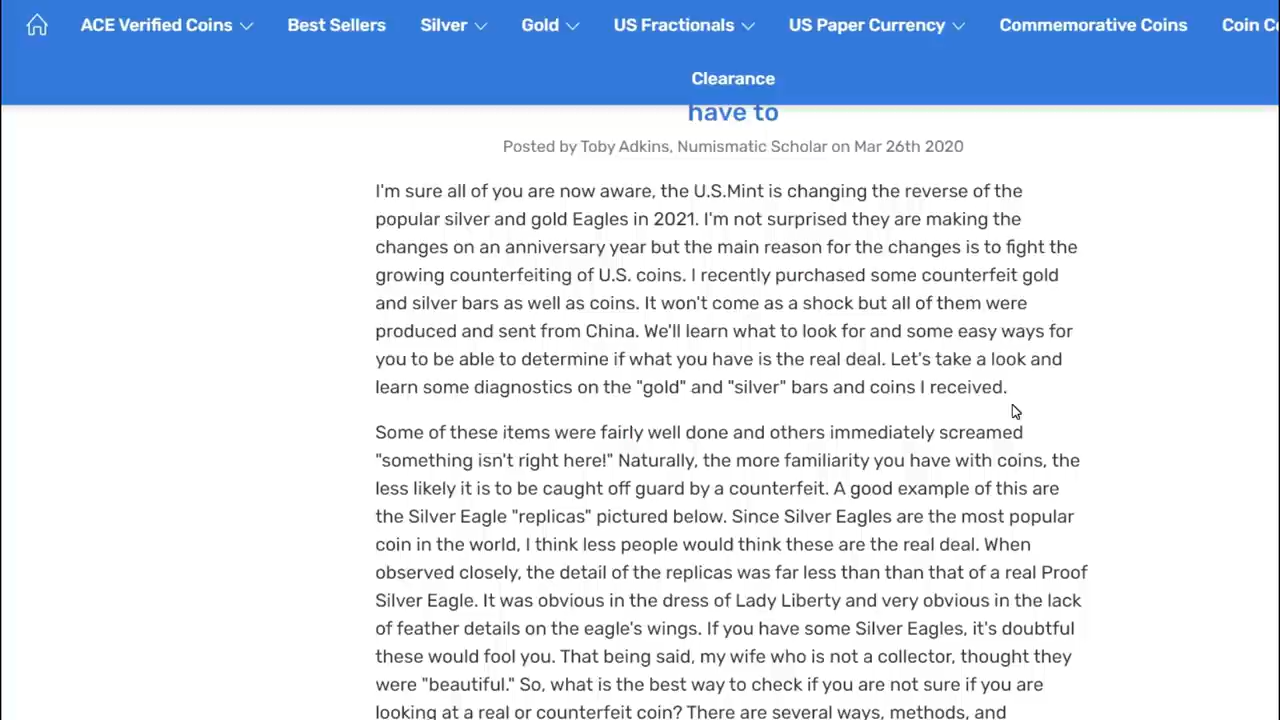 ACE Verified Coins Best Sellers Silver Gold US Fractionals US Paper Currency Commemorative Coins Coin
Clearance
have to
Posted by Toby Adkins, Numismatic Scholar on Mar 26th 2020
I'm sure all of you are now aware, the U.S.Mint is changing the reverse of the
popular silver and gold Eagles in 2021. I'm not surprised they are making the
changes on an anniversary year but the main reason for the changes is to fight the
growing counterfeiting of U.S. coins. I recently purchased some counterfeit gold
and silver bars as well as coins. It won't come as a shock but all of them were
produced and sent from China. We'll learn what to look for and some easy ways for
you to be able to determine if what you have is the real deal. Let's take a look and
learn some diagnostics on the "gold" and "silver" bars and coins I received.
Some of these items were fairly well done and others immediately screamed
"something isn't right here!" Naturally, the more familiarity you have with coins, the
less likely it is to be caught off guard by a counterfeit. A good example of this are
the Silver Eagle "replicas" pictured below. Since Silver Eagles are the most popular
coin in the world, I think less people would think these are the real deal. When
observed closely, the detail of the replicas was far less than than that of a real Proof
Silver Eagle. It was obvious in the dress of Lady Liberty and very obvious in the lack
of feather details on the eagle's wings. If you have some Silver Eagles, it's doubtful
these would fool you. That being said, my wife who is not a collector, thought they
were "beautiful." So, what is the best way to check if you are not sure if you are
looking at a real or counterfeit coin? There are several ways, methods, and